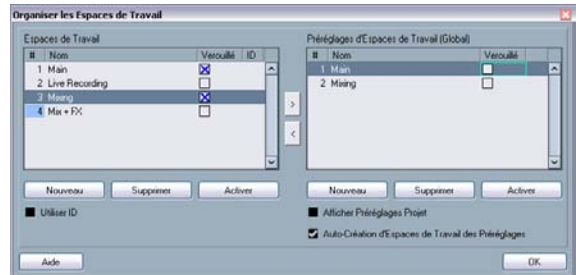 Organiser les Espaces de Travail
Espaces de Travail
# Nom Verouillé ID
1 Main
2 Live Recording
3 Mixing
4 Mix + FX
Nouveau Supprimer Activer
Utiliser ID
>
<
Préréglages d'Espaces de Travail (Global)
# Nom Verouillé
1 Main
2 Mixing
Nouveau Supprimer Activer
Afficher Préréglages Projet
Auto-Création d'Espaces de Travail des Préréglages
Aide OK